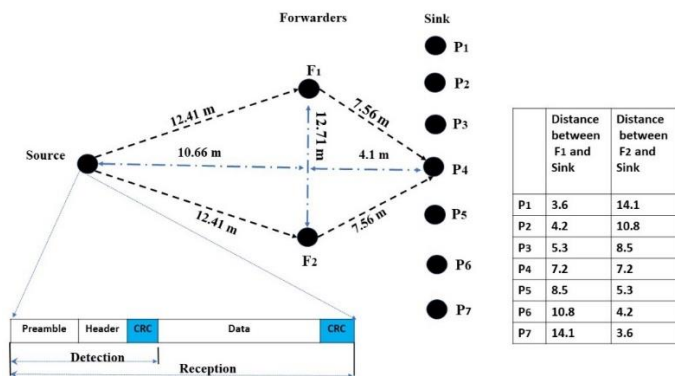 Forwarders
Sink
P1
P2
P3
P4
P5
P6
P7
F1
F2
Source
12.41 m
7.56 m
12.71 m
10.66 m
4.1 m
12.41 m
7.56 m
Preamble Header CRC Data CRC
Detection
Reception
Distance between F1 and Sink
Distance between F2 and Sink
P1 3.6 14.1
P2 4.2 10.8
P3 5.3 8.5
P4 7.2 7.2
P5 8.5 5.3
P6 10.8 4.2
P7 14.1 3.6